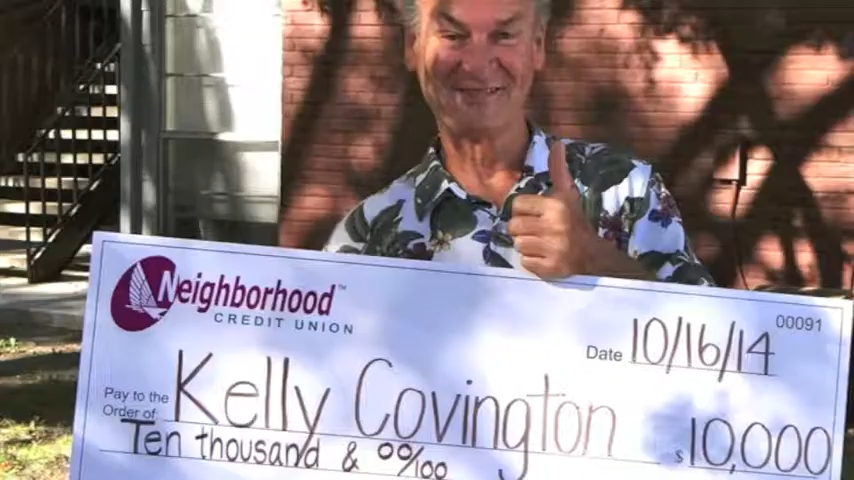 Neighborhood™
CREDIT UNION
00091
Date 10/16/14
Pay to the
Order of: Kelly Covington $10,000
Ten thousand & 00/100